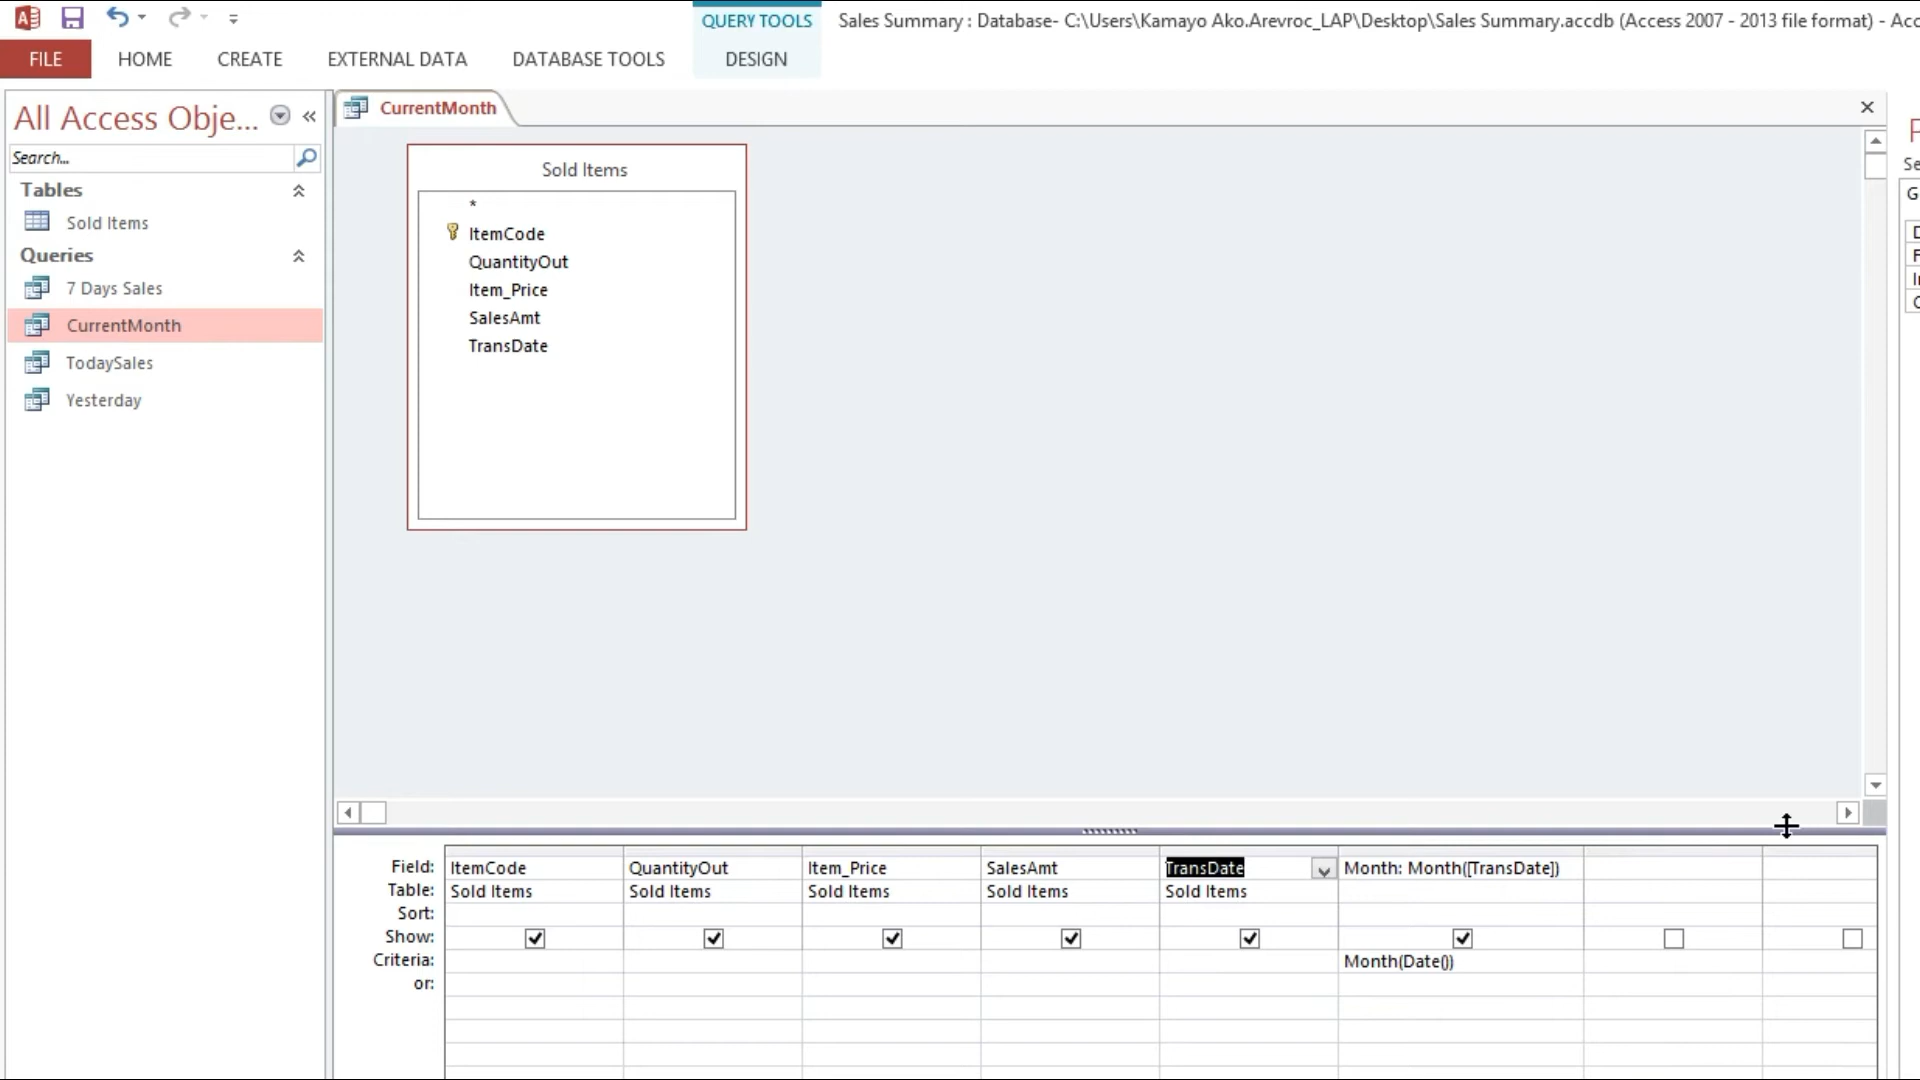 QUERY TOOLS
Sales Summary : Database- C:\Users\Kamayo Ako.Arevroc_LAP\Desktop\Sales Summary.accdb (Access 2007 - 2013 file format) - Acc
FILE HOME CREATE EXTERNAL DATA DATABASE TOOLS DESIGN
All Access Obje... «
Search...
Tables
Sold Items
Queries
7 Days Sales
CurrentMonth
TodaySales
Yesterday
CurrentMonth
Sold Items
*
ItemCode
QuantityOut
Item_Price
SalesAmt
TransDate
Field: ItemCode QuantityOut Item_Price SalesAmt TransDate Month: Month([TransDate])
Table: Sold Items Sold Items Sold Items Sold Items Sold Items
Sort:
Show:
Criteria: Month(Date())
or:
Se
G